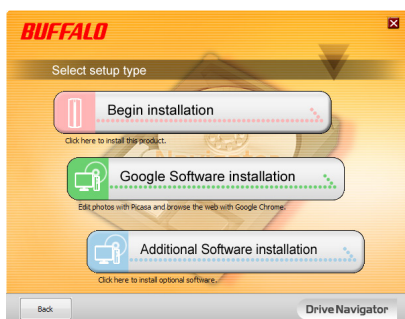 BUFFALO
Select setup type
Begin installation
Click here to install this product.
Navigator
Google Software installation
Edit photos with Picasa and browse the web with Google Chrome.
Additional Software installation
Click here to install optional software.
Back
DriveNavigator